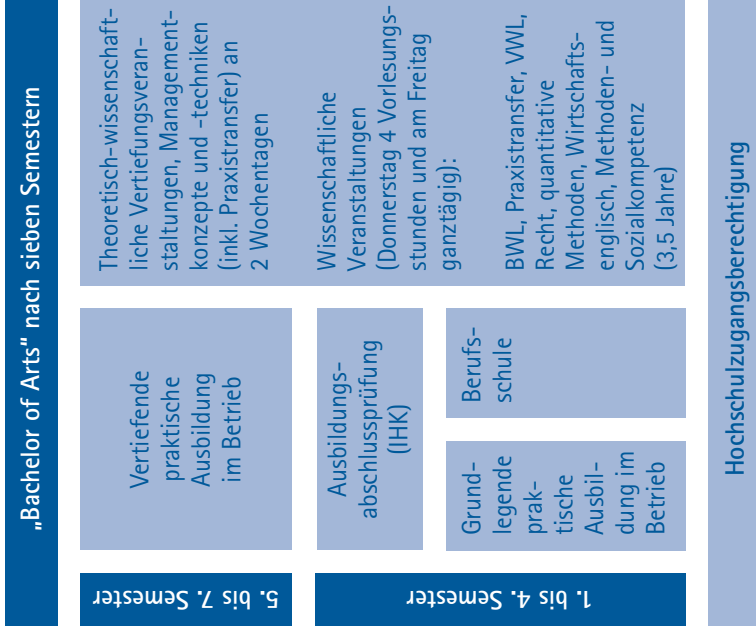 „Bachelor of Arts“ nach sieben Semestern
5. bis 7. Semester
Vertiefende
praktische
Ausbildung
im Betrieb
Theoretisch-wissenschaft-
liche Vertiefungsveran-
staltungen, Management-
konzepte und -techniken
(inkl. Praxistransfer) an
2 Wochentagen
1. bis 4. Semester
Ausbildungs-
abschlussprüfung
(IHK)
Grund-
legende
prak-
tische
Ausbil-
dung im
Betrieb
Berufs-
schule
Wissenschaftliche
Veranstaltungen
(Donnerstag 4 Vorlesungs-
stunden und am Freitag
ganztägig):
BWL, Praxistransfer, VWL,
Recht, quantitative
Methoden, Wirtschafts-
englisch, Methoden- und
Sozialkompetenz
(3,5 Jahre)
Hochschulzugangsberechtigung